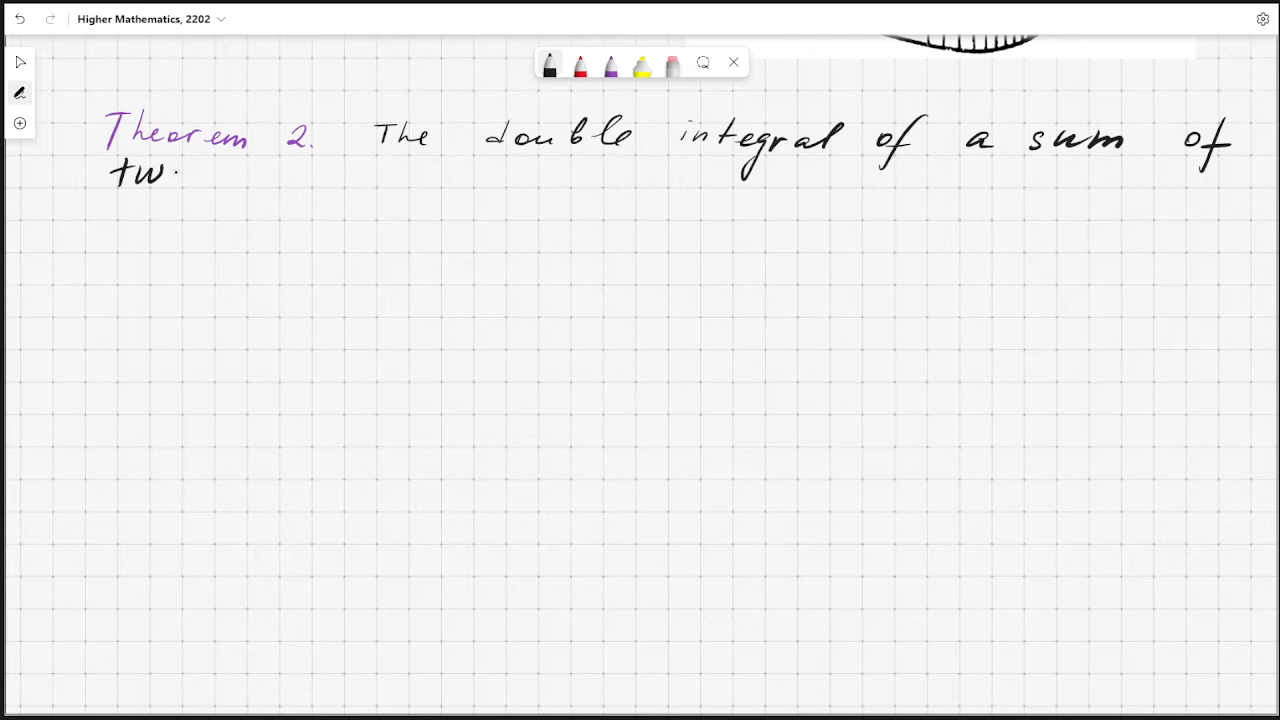 Higher Mathematics, 2202
Theorem 2. The double integral of a sum of
tw